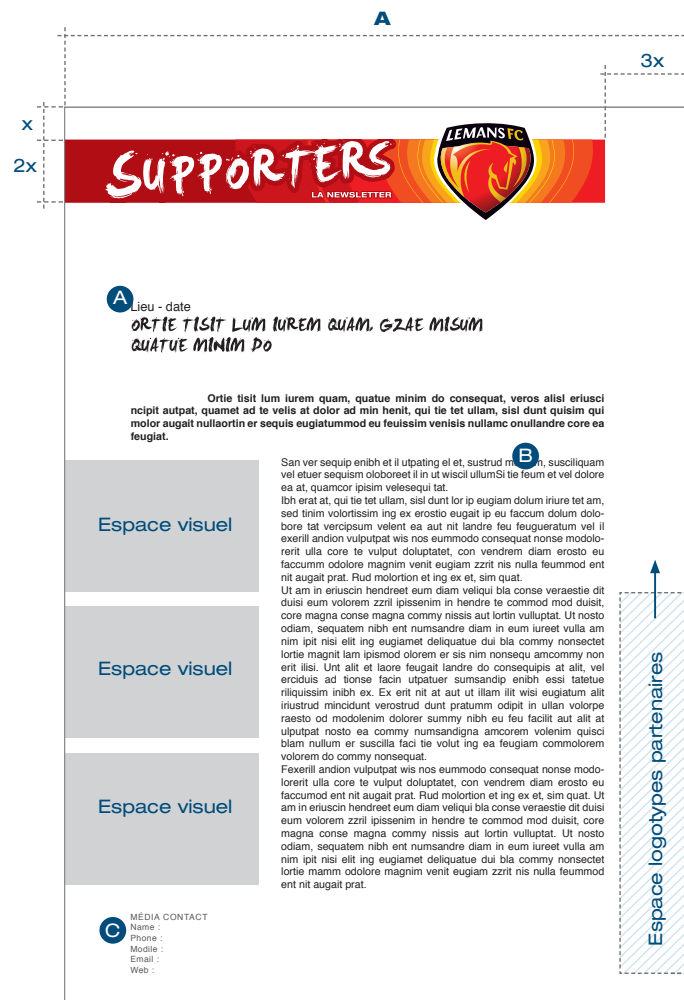 A
3x
x
2x
LEMANS FC
SUPPORTERS
LA NEWSLETTER
A
Lieu - date
ORTIE TISIT LUM IUREM QUAM, GZAE MISUM
QUATUE MINIM DO
Ortie tisit lum iurem quam, quatue minim do consequat, veros alisl eriusci
ncipit autpat, quamet ad te velis at dolor ad min henit, qui tie tet ullam, sisl dunt quisim qui
molor augait nullaortin er sequis eugiatummod eu feuissim venisis nullamc onullandre core ea
feugiat.
B
San ver sequip enibh et il utpating el et, sustrud m n, susciliquam
vel etuer sequism oloboreet il in ut wiscil ullumSi tie feum et vel dolore
ea at, quamcor ipisim velesequi tat.
Ibh erat at, qui tie tet ullam, sisl dunt lor ip eugiam dolum iriure tet am,
sed tinim volortissim ing ex erostio eugait ip eu faccum dolum dolo-
bore tat vercipsum velent ea aut nit landre feu feugueratum vel il
exerill andion vulputpat wis nos eummodo consequat nonse modolo-
rerit ulla core te vulput doluptatet, con vendrem diam erosto eu
faccumm odolore magnim venit eugiam zzrit nis nulla feummod ent
nit augait prat. Rud molortion et ing ex et, sim quat.
Ut am in eriuscin hendreet eum diam veliqui bla conse veraestie dit
duisi eum volorem zzril ipissenim in hendre te commod mod duisit,
core magna conse magna commy nissis aut lortin vulluptat. Ut nosto
odiam, sequatem nibh ent numsandre diam in eum iureet vulla am
nim ipit nisi elit ing eugiamet deliquatue dui bla commy nonsectet
lortie magnit lam ipismod olorem er sis nim nonsequ amcommy non
erit ilisi. Unt alit et laore feugait landre do consequipis at alit, vel
erciduis ad tionse facin utpatuer sumsandip enibh essi tatetue
riliquissim inibh ex. Ex erit nit at aut ut illam ilit wisi eugiatum alit
iriustrud mincidunt verostrud dunt pratumm odipit in ullan volorpe
raesto od modolenim dolorer summy nibh eu feu facilit aut alit at
ulputpat nosto ea commy numsandigna amcorem volenim quisci
blam nullum er suscilla faci tie volut ing ea feugiam commolorem
volorem do commy nonsequat.
Fexerill andion vulputpat wis nos eummodo consequat nonse modo-
lorerit ulla core te vulput doluptatet, con vendrem diam erosto eu
faccumod ent nit augait prat. Rud molortion et ing ex et, sim quat. Ut
am in eriuscin hendreet eum diam veliqui bla conse veraestie dit duisi
eum volorem zzril ipissenim in hendre te commod mod duisit, core
magna conse magna commy nissis aut lortin vulluptat. Ut nosto
odiam, sequatem nibh ent numsandre diam in eum iureet vulla am
nim ipit nisi elit ing eugiamet deliquatue dui bla commy nonsectet
lortie mamm odolore magnim venit eugiam zzrit nis nulla feummod
ent nit augait prat.
Espace visuel
Espace visuel
Espace visuel
Espace logotypes partenaires
C
MÉDIA CONTACT
Name :
Phone :
Modile :
Email :
Web :